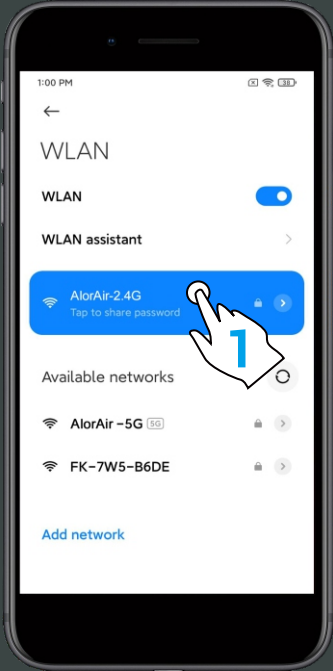 1:00 PM
38
WLAN
WLAN
WLAN assistant
AlorAir-2.4G
Tap to share password
1
Available networks
AlorAir –5G 5G
FK–7W5–B6DE
Add network